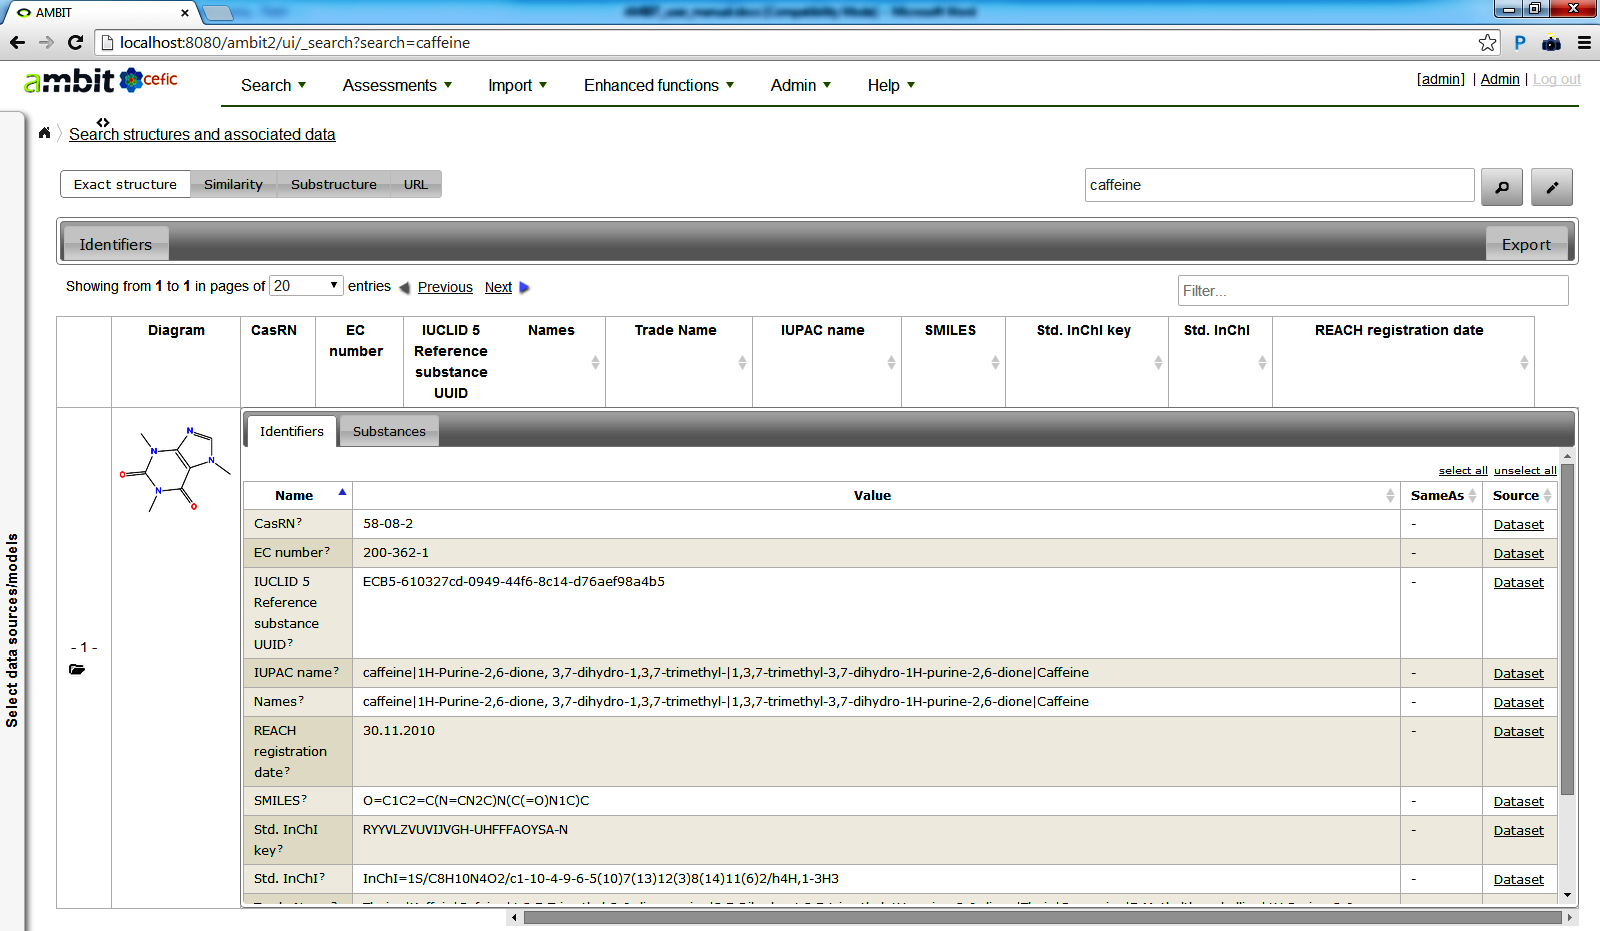 AMBIT
AMBIT_user_manual.docx [Compatibility Mode] - Microsoft Word
localhost:8080/ambit2/ui/_search?search=caffeine
P
ambit cefic
Search Assessments Import Enhanced functions Admin Help
[admin] | Admin | Log out
Search structures and associated data
Exact structure Similarity Substructure URL
caffeine
Identifiers Export
Showing from 1 to 1 in pages of 20 entries Previous Next
Filter...
Diagram CasRN EC number IUCLID 5 Reference substance UUID Names Trade Name IUPAC name SMILES Std. InChI key Std. InChI REACH registration date
Select data sources/models
- 1 -
N N N N O O
Identifiers Substances
select all unselect all
Name Value SameAs Source
CasRN? 58-08-2 - Dataset
EC number? 200-362-1 - Dataset
IUCLID 5 Reference substance UUID? ECB5-610327cd-0949-44f6-8c14-d76aef98a4b5 - Dataset
IUPAC name? caffeine|1H-Purine-2,6-dione, 3,7-dihydro-1,3,7-trimethyl-|1,3,7-trimethyl-3,7-dihydro-1H-purine-2,6-dione|Caffeine - Dataset
Names? caffeine|1H-Purine-2,6-dione, 3,7-dihydro-1,3,7-trimethyl-|1,3,7-trimethyl-3,7-dihydro-1H-purine-2,6-dione|Caffeine - Dataset
REACH registration date? 30.11.2010 - Dataset
SMILES? O=C1C2=C(N=CN2C)N(C(=O)N1C)C - Dataset
Std. InChI key? RYYVLZVUVIJVGH-UHFFFAOYSA-N - Dataset
Std. InChI? InChI=1S/C8H10N4O2/c1-10-4-9-6-5(10)7(13)12(3)8(14)11(6)2/h4H,1-3H3 - Dataset